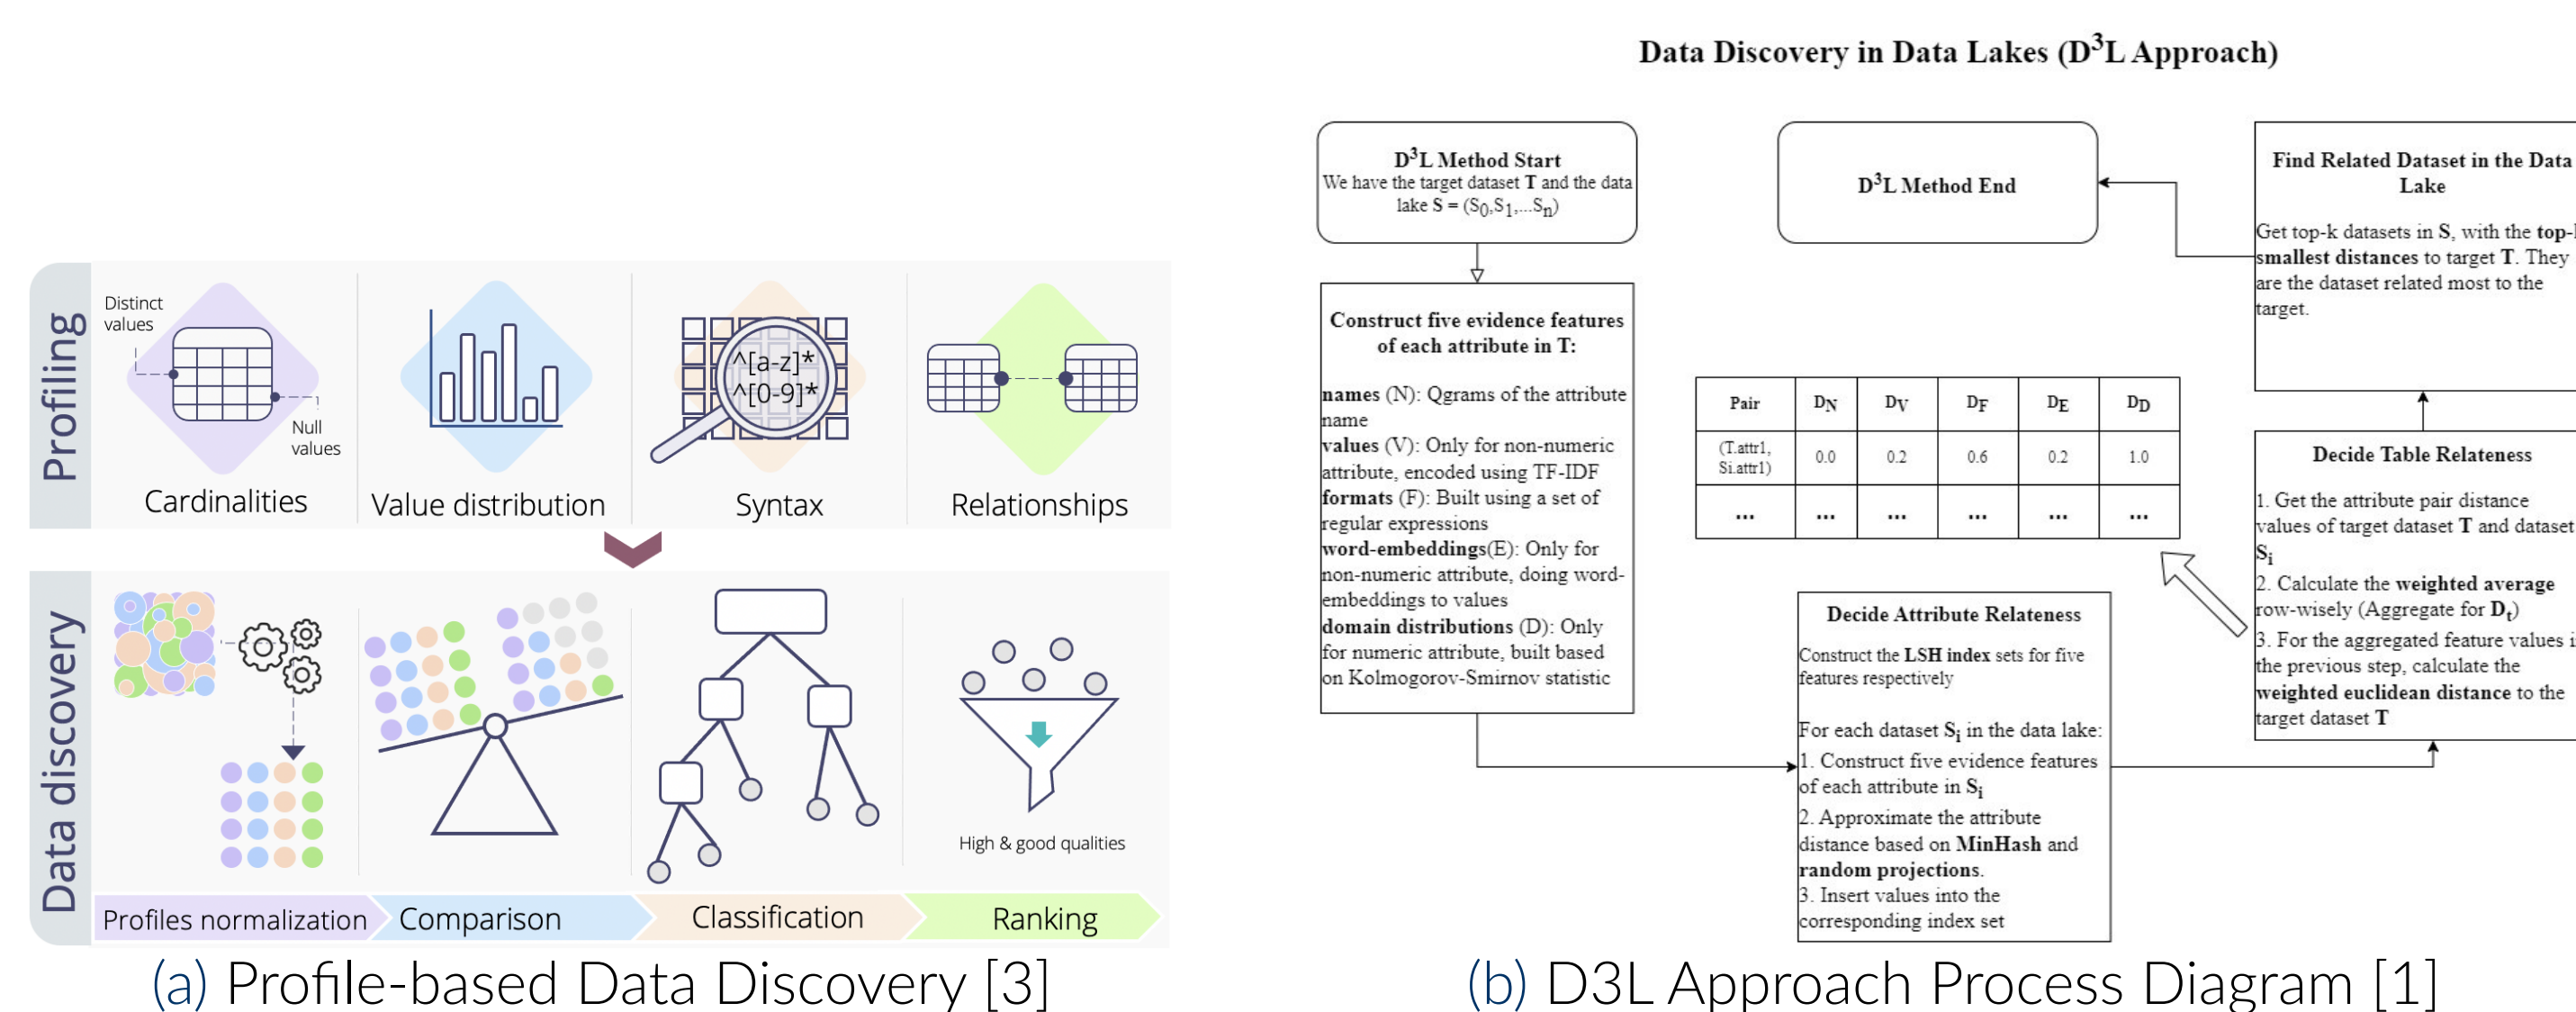 Profiling
Distinct
values
Null
values
Cardinalities
Value distribution
^[a-z]*
^[0-9]*
Syntax
Relationships
Data discovery
High & good qualities
Profiles normalization
Comparison
Classification
Ranking
(a) Profile-based Data Discovery [3]
Data Discovery in Data Lakes (D³L Approach)
D³L Method Start
We have the target dataset T and the data
lake S = (S₀,S₁,...Sₙ)
Construct five evidence features
of each attribute in T:
names (N): Qgrams of the attribute
name
values (V): Only for non-numeric
attribute, encoded using TF-IDF
formats (F): Built using a set of
regular expressions
word-embeddings(E): Only for
non-numeric attribute, doing word-
embeddings to values
domain distributions (D): Only
for numeric attribute, built based
on Kolmogorov-Smirnov statistic
Decide Attribute Relateness
Construct the LSH index sets for five
features respectively
For each dataset Sᵢ in the data lake:
1. Construct five evidence features
of each attribute in Sᵢ
2. Approximate the attribute
distance based on MinHash and
random projections.
3. Insert values into the
corresponding index set
Pair DN DV DF DE DD
(T.attr1,
Si.attr1) 0.0 0.2 0.6 0.2 1.0
... ... ... ... ... ...
Decide Table Relateness
1. Get the attribute pair distance
values of target dataset T and dataset
Sᵢ
2. Calculate the weighted average
row-wisely (Aggregate for Dₜ)
3. For the aggregated feature values
the previous step, calculate the
weighted euclidean distance to the
target dataset T
Find Related Dataset in the Data
Lake
Get top-k datasets in S, with the top-
smallest distances to target T. They
are the dataset related most to the
target.
D³L Method End
(b) D3L Approach Process Diagram [1]